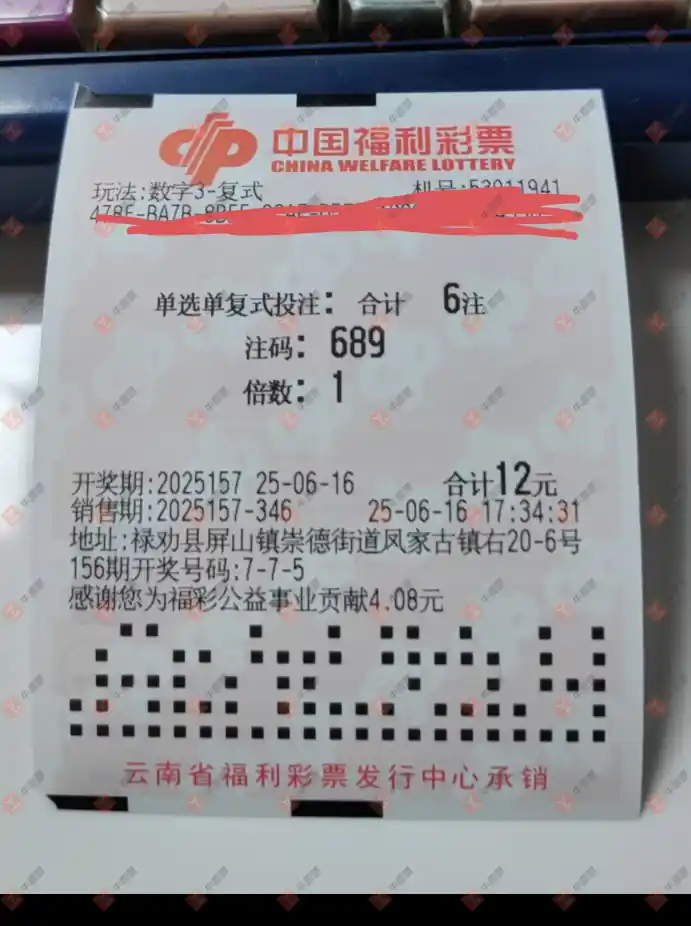 中国福利彩票
CHINA WELFARE LOTTERY
玩法:数字3-复式 机号:53011941
478E-BA7B-
单选单复式投注: 合计 6注
注码: 689
倍数: 1
开奖期:2025157 25-06-16 合计12元
销售期:2025157-346 25-06-16 17:34:31
地址:禄劝县屏山镇崇德街道凤家古镇右20-6号
156期开奖号码:7-7-5
感谢您为福彩公益事业贡献4.08元
云南省福利彩票发行中心承销